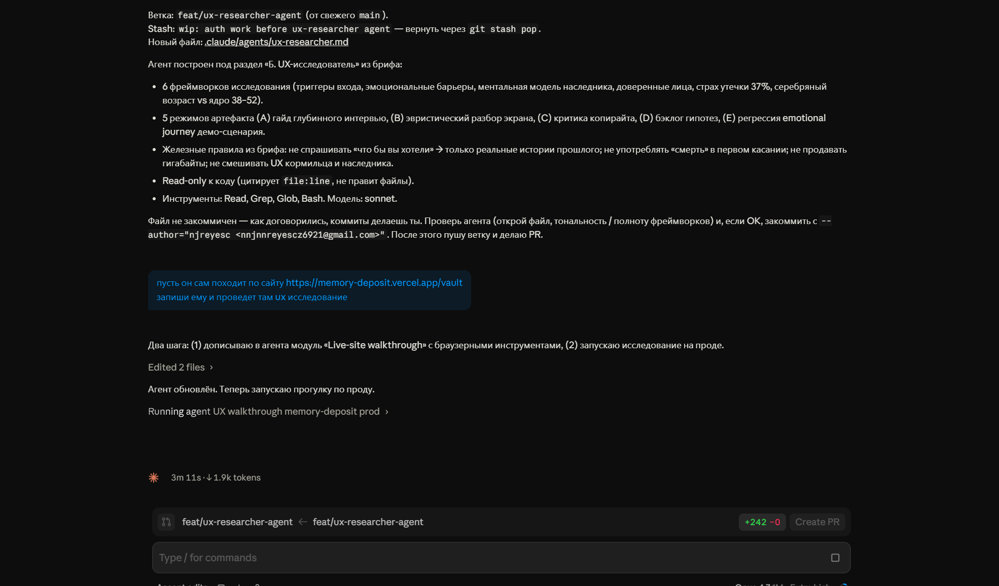 Ветка: feat/ux-researcher-agent (от свежего main).
Stash: wip: auth work before ux-researcher agent — вернуть через git stash pop.
Новый файл: .claude/agents/ux-researcher.md
Агент построен под раздел «Б. UX-исследователь» из брифа:
• 6 фреймворков исследования (триггеры входа, эмоциональные барьеры, ментальная модель наследника, доверенные лица, страх утечки 37%, серебряный
возраст vs ядро 38–52).
• 5 режимов артефакта (A) гайд глубинного интервью, (B) эвристический разбор экрана, (C) критика копирайта, (D) бэклог гипотез, (E) регрессия emotional
journey демо-сценария.
• Железные правила из брифа: не спрашивать «что бы вы хотели» → только реальные истории прошлого; не употреблять «смерть» в первом касании; не продавать
гигабайты; не смешивать UX кормильца и наследника.
• Read-only к коду (цитирует file:line, не правит файлы).
• Инструменты: Read, Grep, Glob, Bash. Модель: sonnet.
Файл не закоммичен — как договорились, коммиты делаешь ты. Проверь агента (открой файл, тональность / полноту фреймворков) и, если OK, закоммить с --
author="njreyesc <nnjnnreyescz6921@gmail.com>". После этого пушу ветку и делаю PR.
пусть он сам походит по сайту https://memory-deposit.vercel.app/vault
запиши ему и проведет там ux исследование
Два шага: (1) дописываю в агента модуль «Live-site walkthrough» с браузерными инструментами, (2) запускаю исследование на проде.
Edited 2 files ›
Агент обновлён. Теперь запускаю прогулку по проду.
Running agent UX walkthrough memory-deposit prod ›
3m 11s · ↓ 1.9k tokens
feat/ux-researcher-agent ← feat/ux-researcher-agent +242 −0 Create PR
Type / for commands